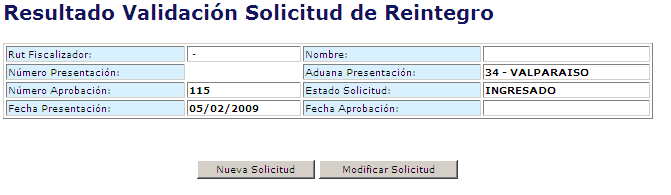 Resultado Validación Solicitud de Reintegro
Rut Fiscalizador: - Nombre:
Número Presentación: Aduana Presentación: 34 - VALPARAISO
Número Aprobación: 115 Estado Solicitud: INGRESADO
Fecha Presentación: 05/02/2009 Fecha Aprobación:
Nueva Solicitud Modificar Solicitud